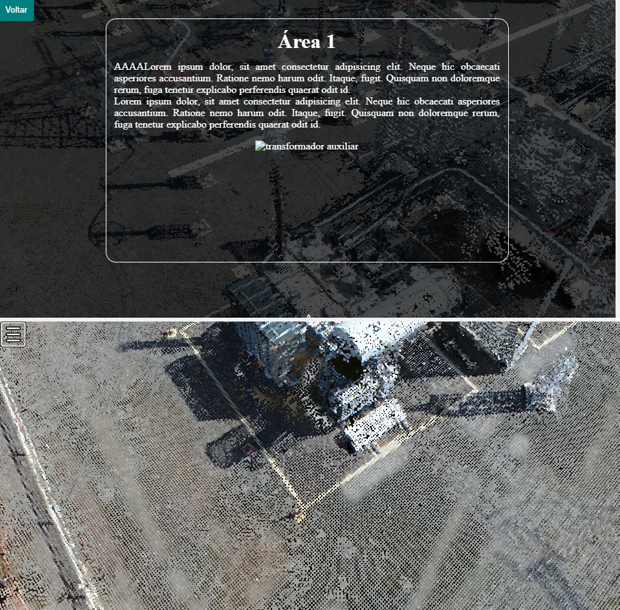 Voltar
Área 1
AAAALorem ipsum dolor, sit amet consectetur adipisicing elit. Neque hic obcaecati
asperiores accusantium. Ratione nemo harum odit. Itaque, fugit. Quisquam non doloremque
rerum, fuga tenetur explicabo perferendis quaerat odit id.
Lorem ipsum dolor, sit amet consectetur adipisicing elit. Neque hic obcaecati asperiores
accusantium. Ratione nemo harum odit. Itaque, fugit. Quisquam non doloremque rerum,
fuga tenetur explicabo perferendis quaerat odit id.
transformador auxiliar